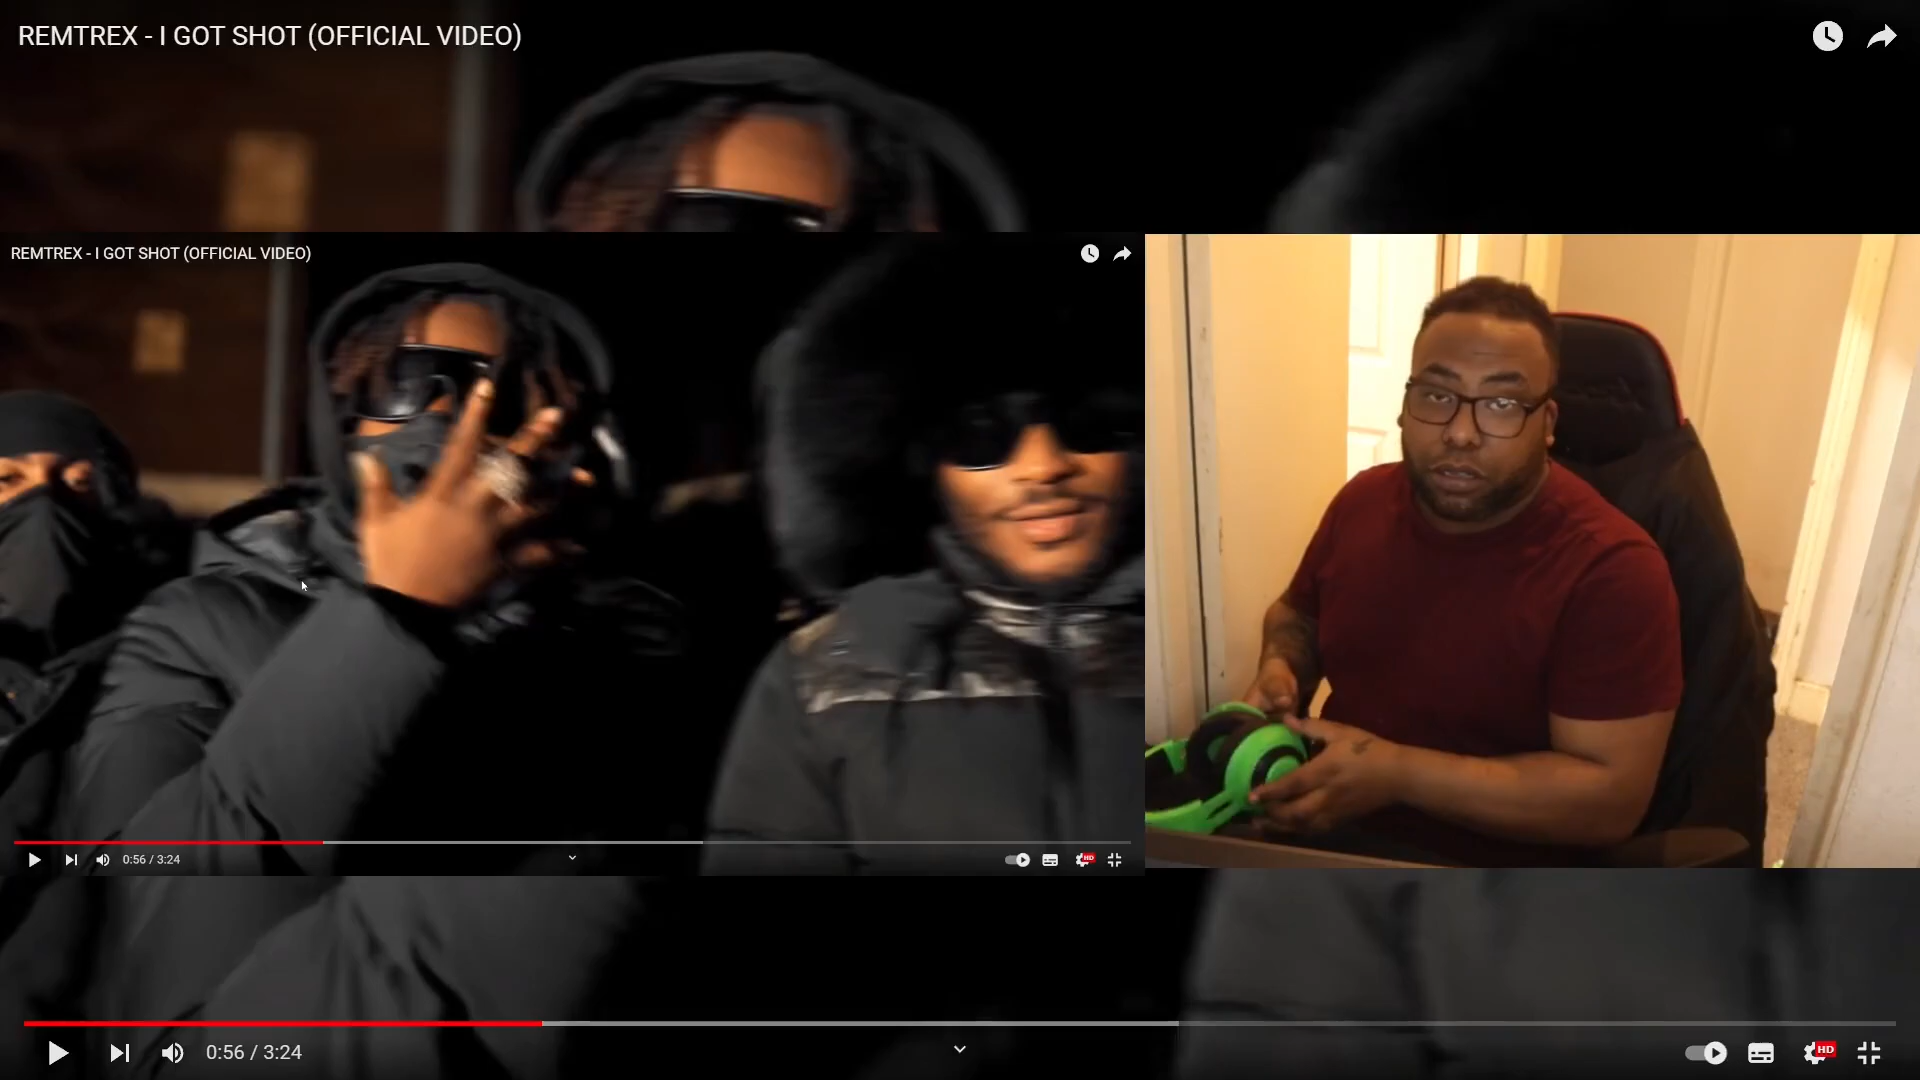 REMTREX - I GOT SHOT (OFFICIAL VIDEO)
REMTREX - I GOT SHOT (OFFICIAL VIDEO)
0:56 / 3:24
HD
0:56 / 3:24
HD